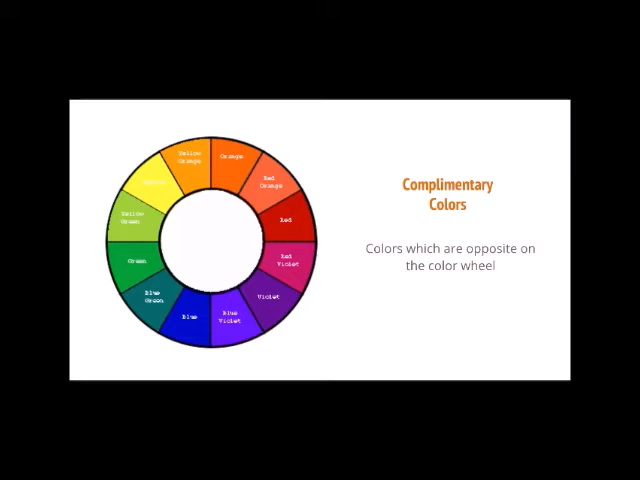 Yellow
Orange
Orange
Red
Orange
Yellow
Green
Red
Green
Red
Violet
Blue
Green
Violet
Blue
Blue
Violet
Complimentary
Colors
Colors which are opposite on
the color wheel